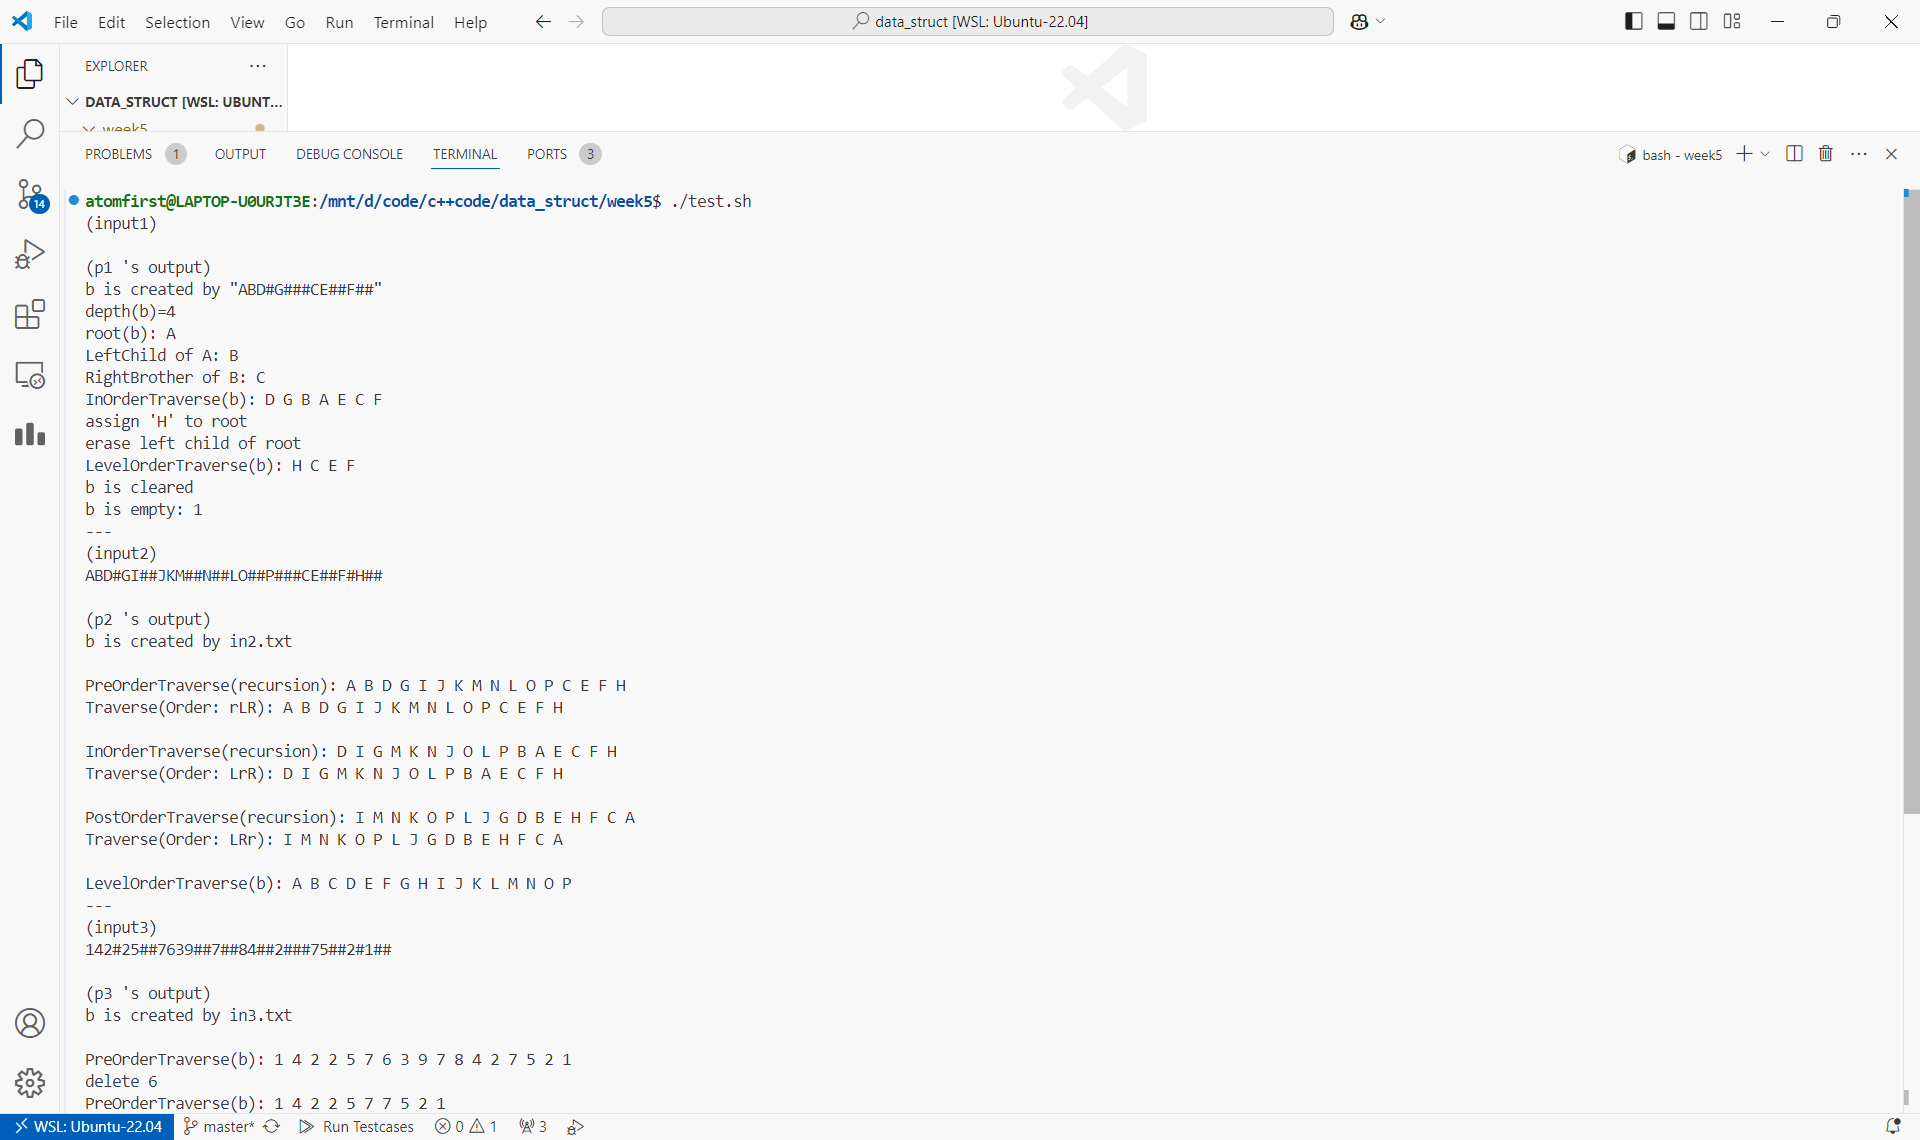 File Edit Selection View Go Run Terminal Help
data_struct [WSL: Ubuntu-22.04]
EXPLORER
DATA_STRUCT [WSL: UBUNT...
week5
14
PROBLEMS 1 OUTPUT DEBUG CONSOLE TERMINAL PORTS 3
bash - week5
atomfirst@LAPTOP-U0URJT3E:/mnt/d/code/c++code/data_struct/week5$ ./test.sh
(input1)
(p1 's output)
b is created by "ABD#G###CE##F##"
depth(b)=4
root(b): A
LeftChild of A: B
RightBrother of B: C
InOrderTraverse(b): D G B A E C F
assign 'H' to root
erase left child of root
LevelOrderTraverse(b): H C E F
b is cleared
b is empty: 1
---
(input2)
ABD#GI##JKM##N##LO##P###CE##F#H##
(p2 's output)
b is created by in2.txt
PreOrderTraverse(recursion): A B D G I J K M N L O P C E F H
Traverse(Order: rLR): A B D G I J K M N L O P C E F H
InOrderTraverse(recursion): D I G M K N J O L P B A E C F H
Traverse(Order: LrR): D I G M K N J O L P B A E C F H
PostOrderTraverse(recursion): I M N K O P L J G D B E H F C A
Traverse(Order: LRr): I M N K O P L J G D B E H F C A
LevelOrderTraverse(b): A B C D E F G H I J K L M N O P
---
(input3)
142#25##7639##7##84##2###75##2#1##
(p3 's output)
b is created by in3.txt
PreOrderTraverse(b): 1 4 2 2 5 7 6 3 9 7 8 4 2 7 5 2 1
delete 6
PreOrderTraverse(b): 1 4 2 2 5 7 7 5 2 1
WSL: Ubuntu-22.04 master* Run Testcases 0 1 3